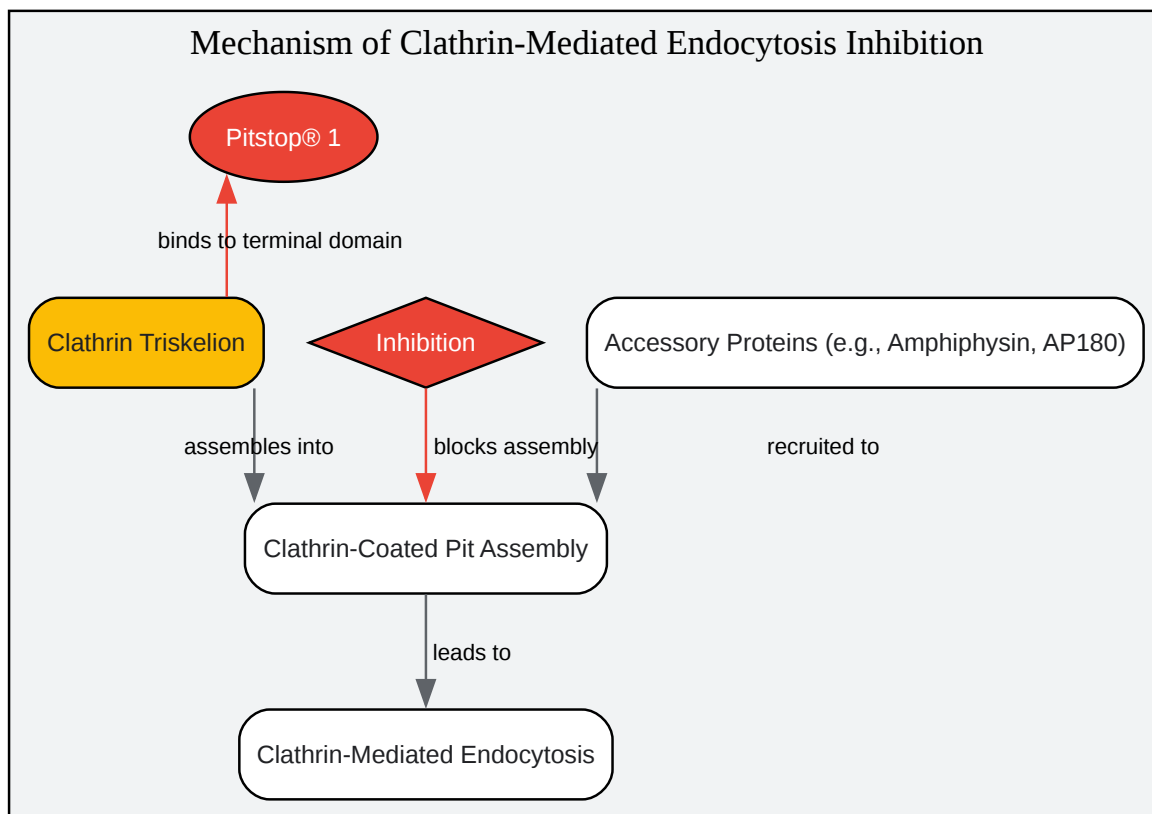 Mechanism of Clathrin-Mediated Endocytosis Inhibition
Pitstop® 1
binds to terminal domain
Clathrin Triskelion
Inhibition
Accessory Proteins (e.g., Amphiphysin, AP180)
assembles into
blocks assembly
recruited to
Clathrin-Coated Pit Assembly
leads to
Clathrin-Mediated Endocytosis